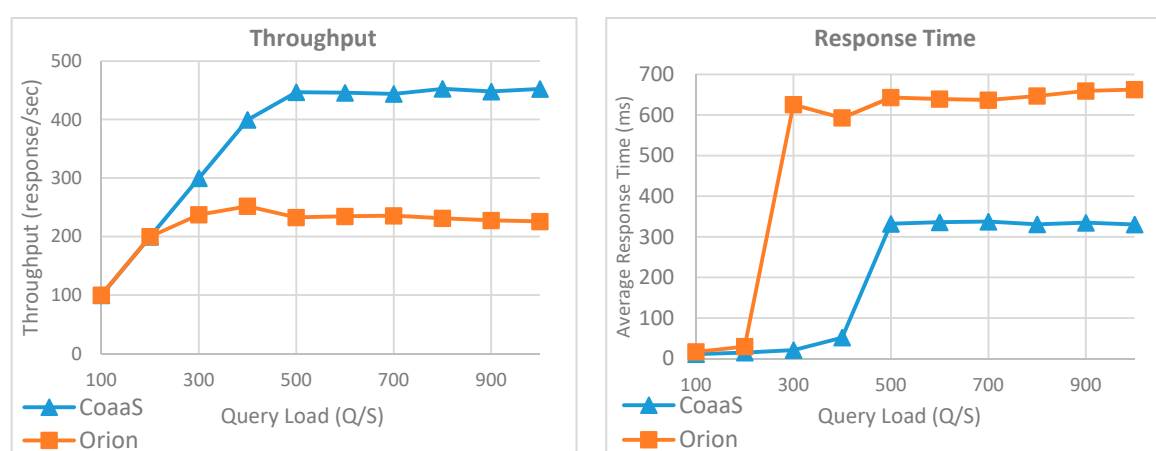 Throughput
Throughput (response/sec)
500
400
300
200
100
0
100 300 500 700 900
Query Load (Q/S)
CoaaS
Orion
Response Time
Average Response Time (ms)
700
600
500
400
300
200
100
0
100 300 500 700 900
Query Load (Q/S)
CoaaS
Orion